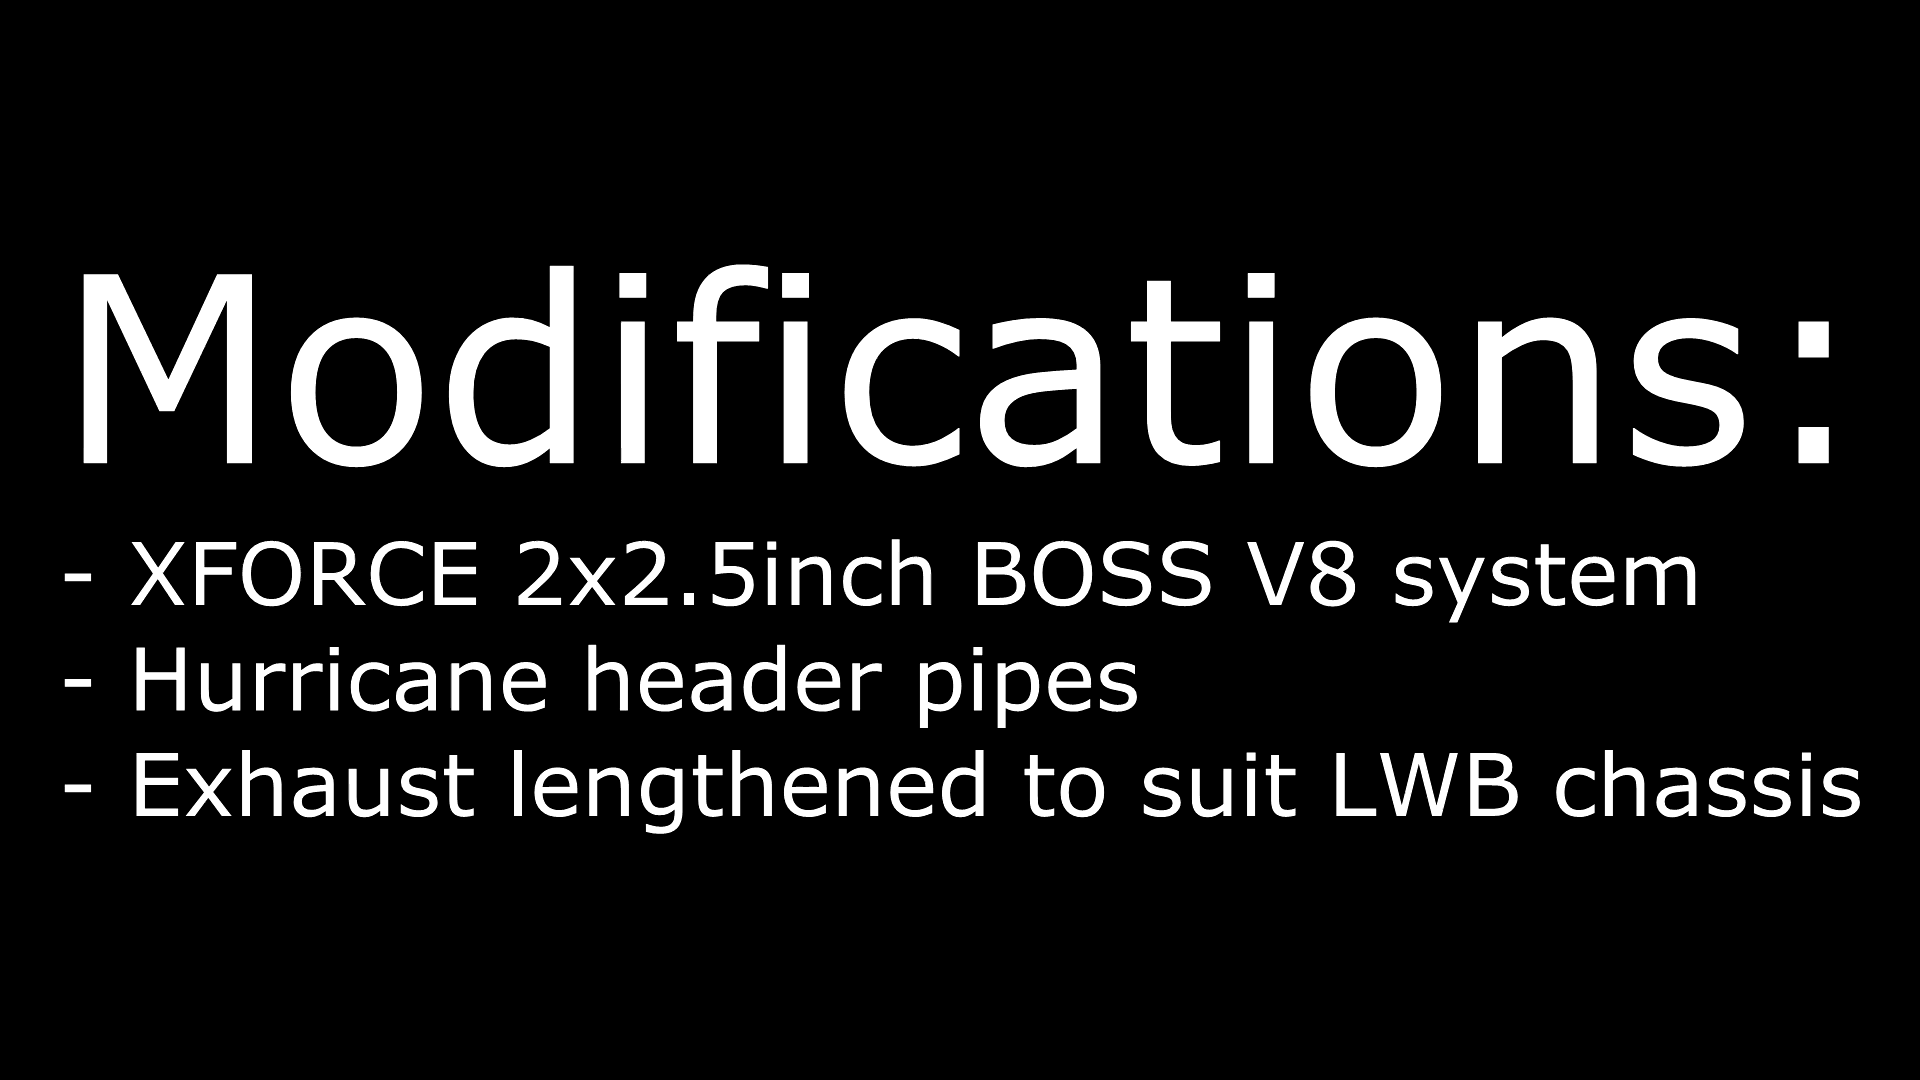 Modifications:
- XFORCE 2x2.5inch BOSS V8 system
- Hurricane header pipes
- Exhaust lengthened to suit LWB chassis